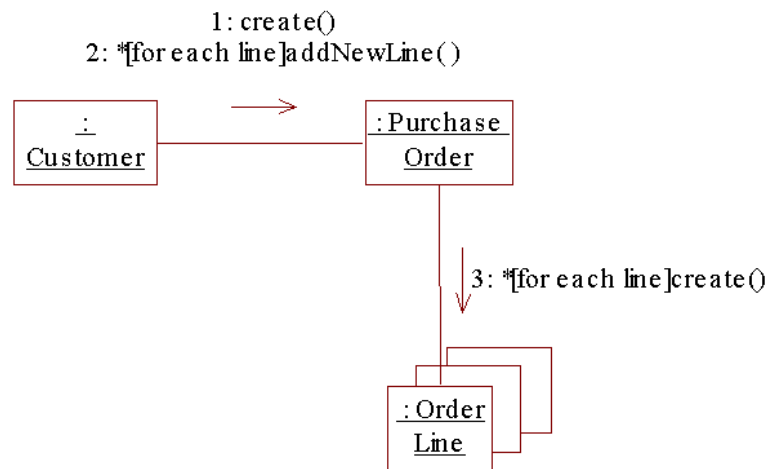 1: create()
2: *[for each line]addNewLine()
:
Customer
:Purchase
Order
3: *[for each line]create()
:Order
Line